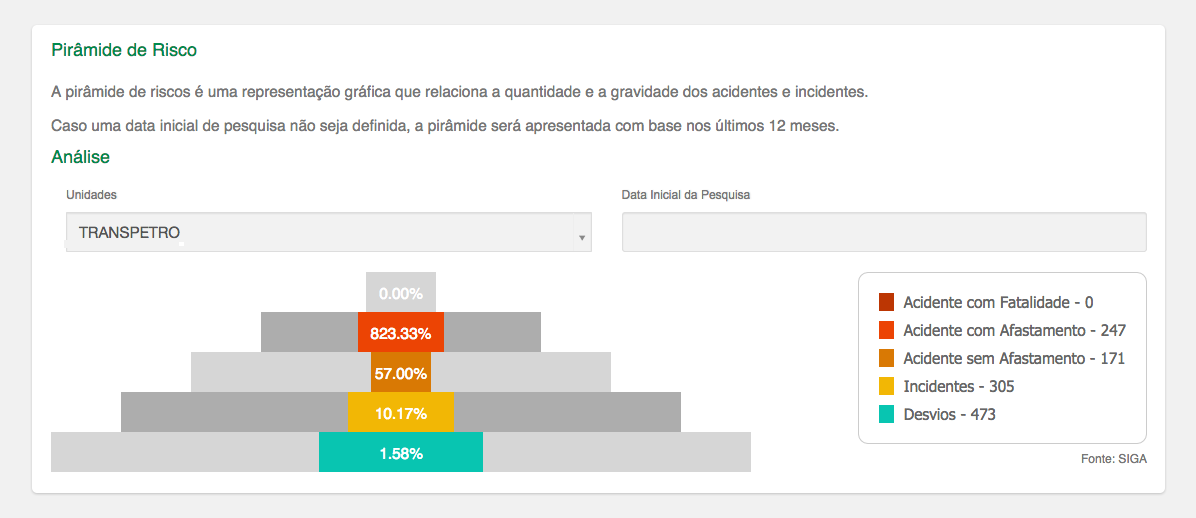 Pirâmide de Risco
A pirâmide de riscos é uma representação gráfica que relaciona a quantidade e a gravidade dos acidentes e incidentes.
Caso uma data inicial de pesquisa não seja definida, a pirâmide será apresentada com base nos últimos 12 meses.
Análise
Unidades
Data Inicial da Pesquisa
TRANSPETRO
0.00%
823.33%
57.00%
10.17%
1.58%
Acidente com Fatalidade - 0
Acidente com Afastamento - 247
Acidente sem Afastamento - 171
Incidentes - 305
Desvios - 473
Fonte: SIGA